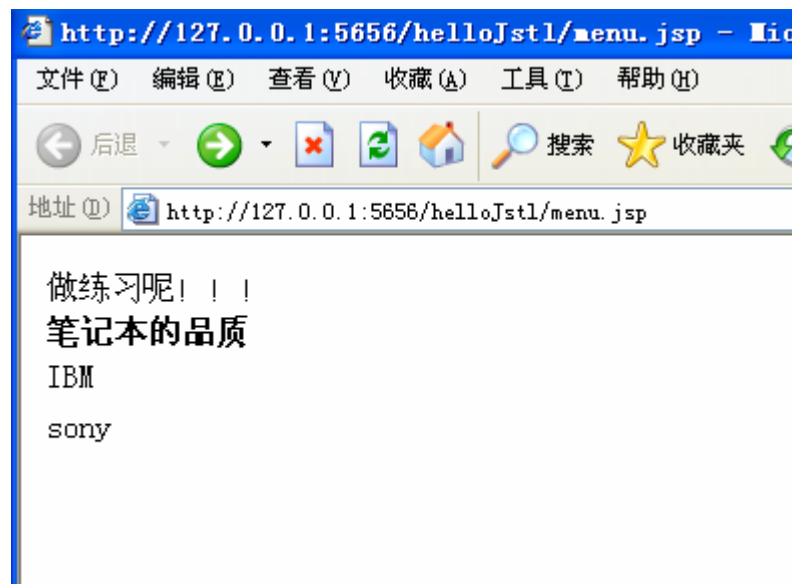 http://127.0.0.1:5656/helloJstl/menu.jsp - Mic
文件(F) 编辑(E) 查看(V) 收藏(A) 工具(T) 帮助(H)
后退 搜索 收藏夹
地址(D) http://127.0.0.1:5656/helloJstl/menu.jsp
做练习呢!!!
笔记本的品质
IBM
sony